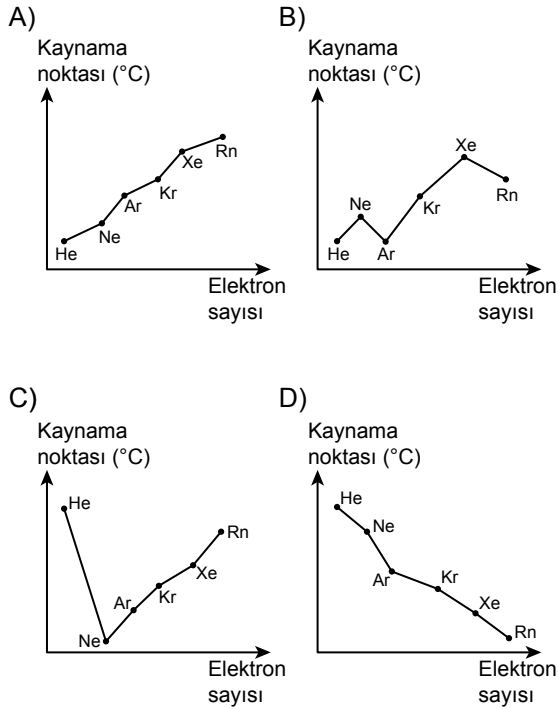 A)
Kaynama
noktası (°C)
He
Ne
Ar
Kr
Xe
Rn
Elektron
sayısı
B)
Kaynama
noktası (°C)
He
Ne
Ar
Kr
Xe
Rn
Elektron
sayısı
C)
Kaynama
noktası (°C)
He
Ne
Ar
Kr
Xe
Rn
Elektron
sayısı
D)
Kaynama
noktası (°C)
He
Ne
Ar
Kr
Xe
Rn
Elektron
sayısı